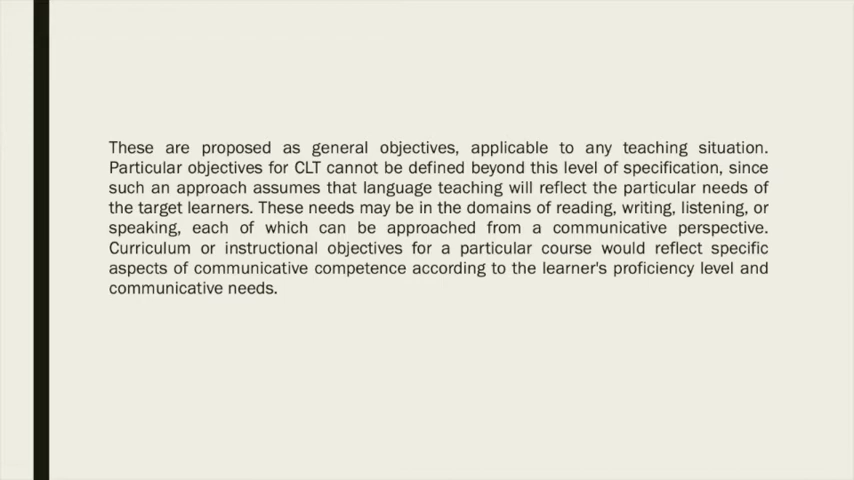 These are proposed as general objectives, applicable to any teaching situation.
Particular objectives for CLT cannot be defined beyond this level of specification, since
such an approach assumes that language teaching will reflect the particular needs of
the target learners. These needs may be in the domains of reading, writing, listening, or
speaking, each of which can be approached from a communicative perspective.
Curriculum or instructional objectives for a particular course would reflect specific
aspects of communicative competence according to the learner's proficiency level and
communicative needs.